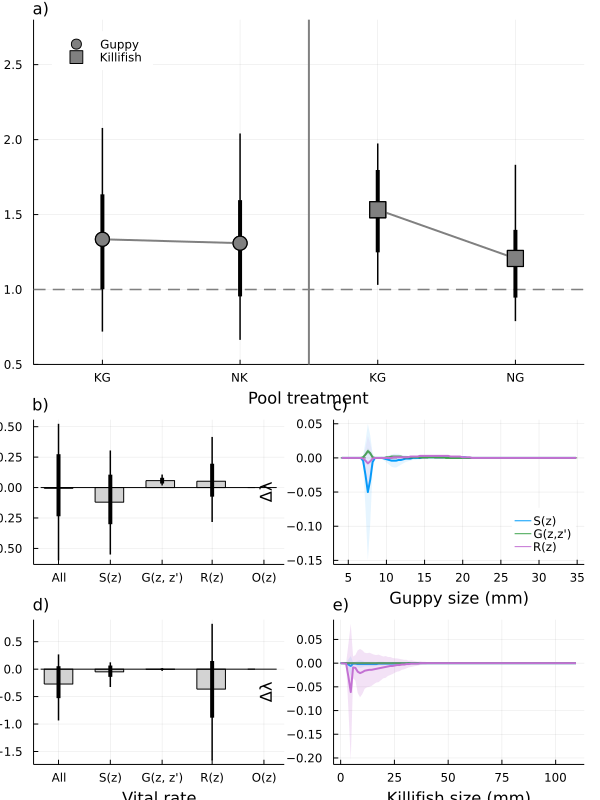 a)
Guppy
Killifish
2.5
2.0
1.5
1.0
0.5
KG
NK
KG
NG
Pool treatment
b)
0.50
0.25
0.00
0.25
0.50
All
S(z)
G(z, z')
R(z)
O(z)
c)
Δλ
0.05
0.00
−0.05
−0.10
−0.15
S(z)
G(z,z')
R(z)
5
10
15
20
25
30
35
Guppy size (mm)
d)
0.5
0.0
−0.5
−1.0
−1.5
All
S(z)
G(z, z')
R(z)
O(z)
Vital rate
e)
Δλ
0.05
0.00
−0.05
−0.10
−0.15
−0.20
0
25
50
75
100
Killifish size (mm)